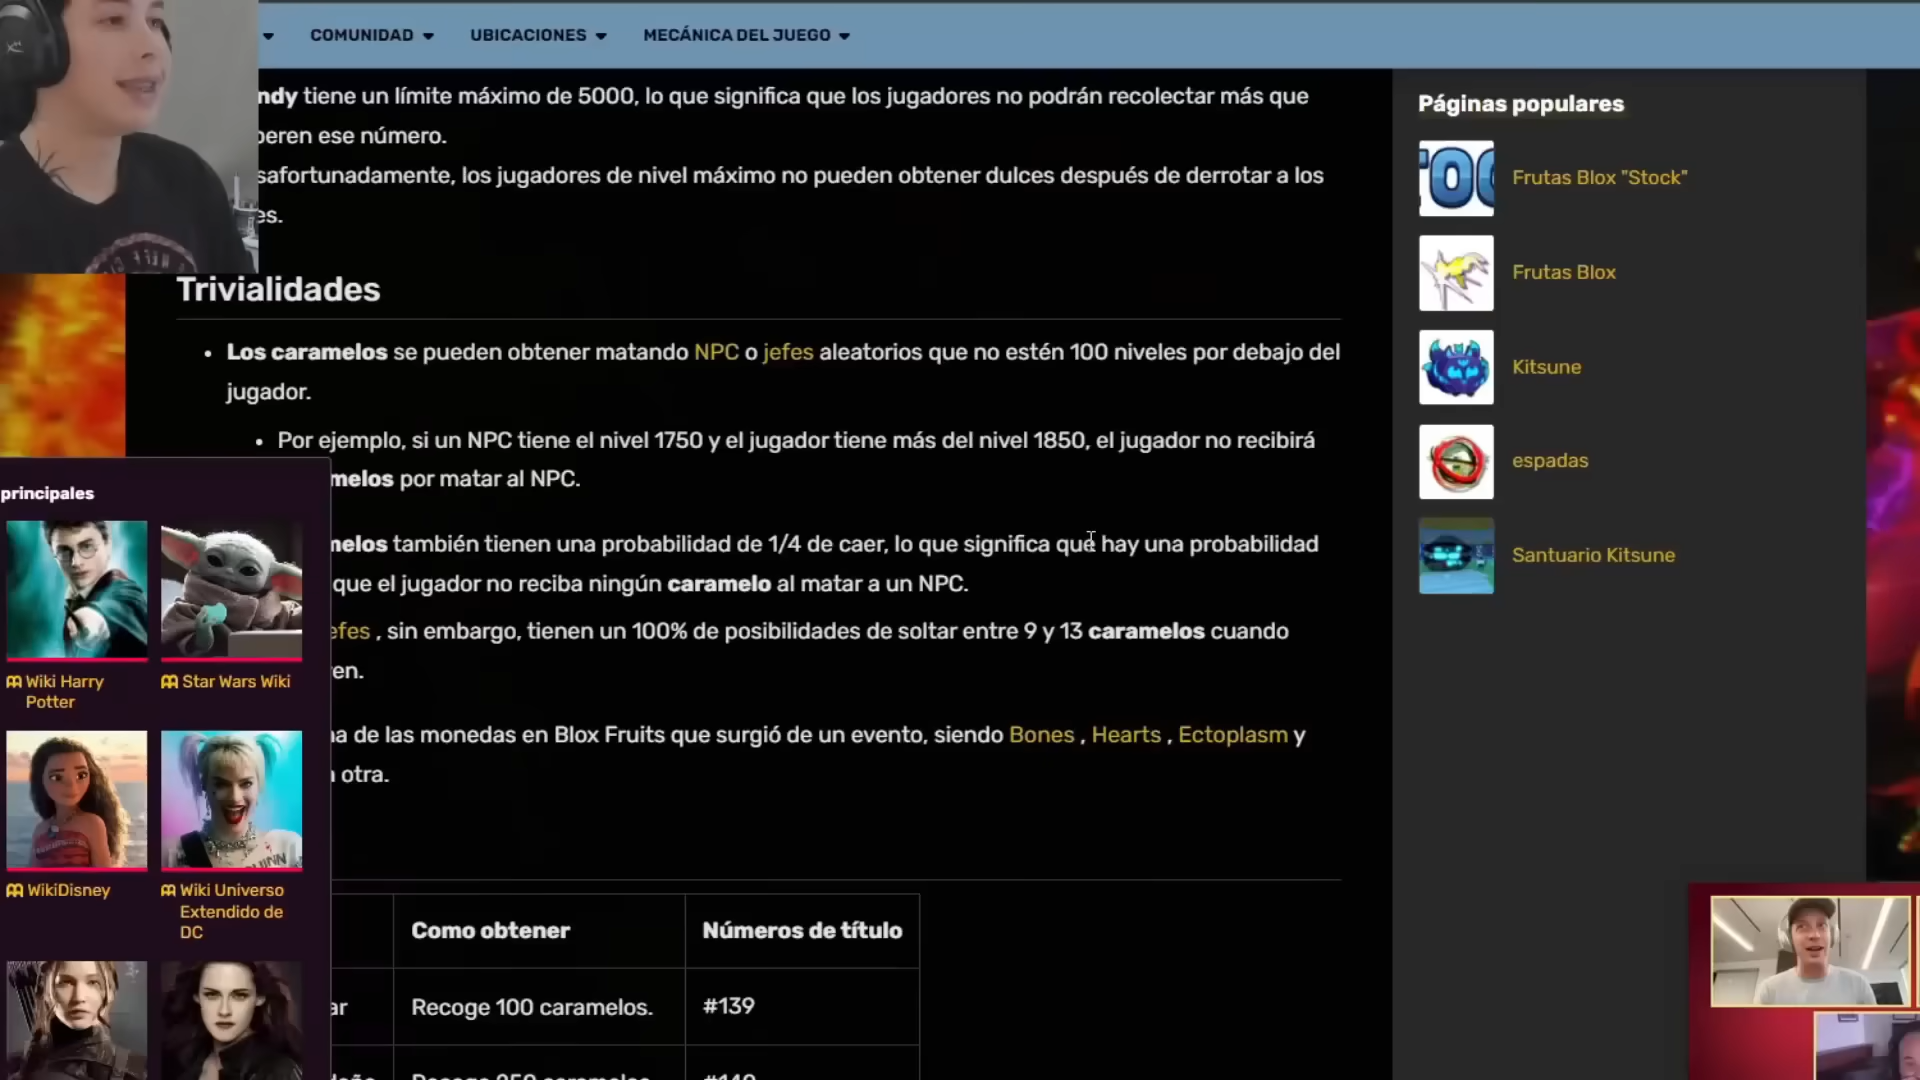 COMUNIDAD
UBICACIONES
MECÁNICA DEL JUEGO
ndy tiene un límite máximo de 5000, lo que significa que los jugadores no podrán recolectar más que
peren ese número.
safortunadamente, los jugadores de nivel máximo no pueden obtener dulces después de derrotar a los
es.
Trivialidades
Los caramelos se pueden obtener matando NPC o jefes aleatorios que no estén 100 niveles por debajo del
jugador.
Por ejemplo, si un NPC tiene el nivel 1750 y el jugador tiene más del nivel 1850, el jugador no recibirá
melos por matar al NPC.
melos también tienen una probabilidad de 1/4 de caer, lo que significa que hay una probabilidad
que el jugador no reciba ningún caramelo al matar a un NPC.
efes , sin embargo, tienen un 100% de posibilidades de soltar entre 9 y 13 caramelos cuando
en.
a de las monedas en Blox Fruits que surgió de un evento, siendo Bones , Hearts , Ectoplasm y
otra.
Como obtener
Números de título
ar
Recoge 100 caramelos.
#139
Recoge 250 caramelos
#140
principales
Wiki Harry
Potter
Star Wars Wiki
WikiDisney
Wiki Universo
Extendido de
DC
Páginas populares
Frutas Blox "Stock"
Frutas Blox
Kitsune
espadas
Santuario Kitsune